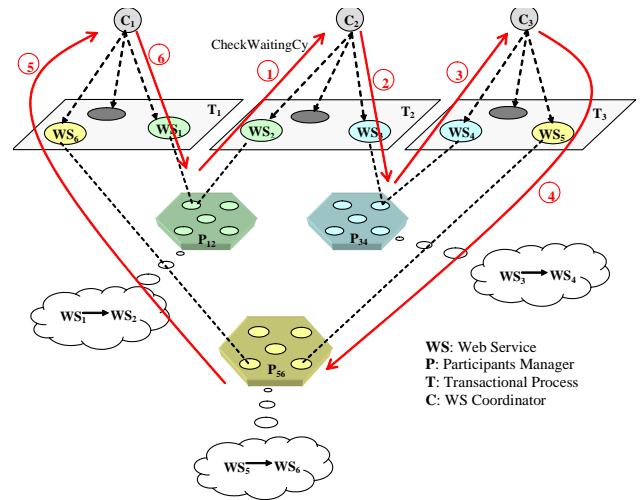 C1
C2
C3
5
6
CheckWaitingCy
1
2
3
T1
T2
T3
WS6
WS1
WS2
WS3
WS4
WS5
4
P12
P34
WS3 WS4
WS1 WS2
P56
WS: Web Service
P: Participants Manager
T: Transactional Process
C: WS Coordinator
WS5 WS6